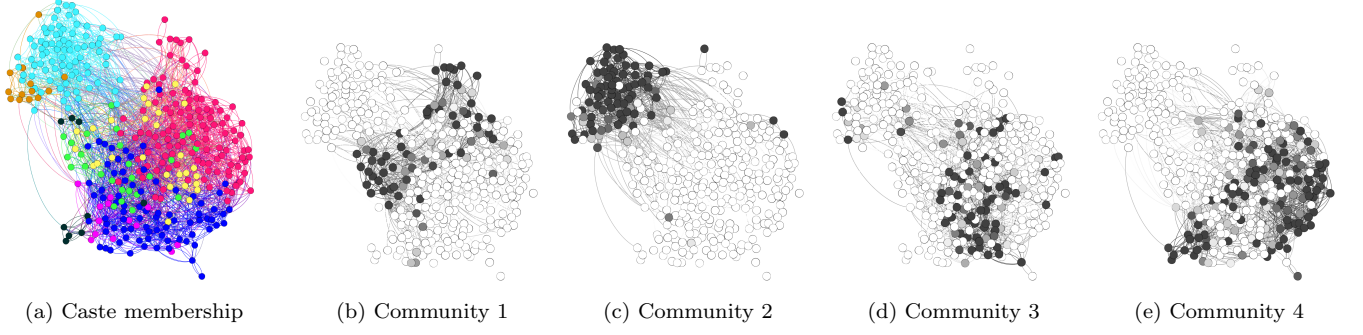 (a) Caste membership
(b) Community 1
(c) Community 2
(d) Community 3
(e) Community 4